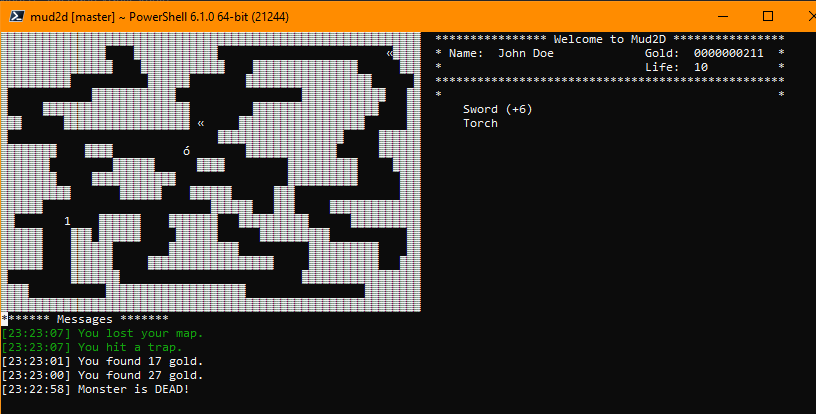 mud2d [master] ~ PowerShell 6.1.0 64-bit (21244)
*************** Welcome to Mud2D ****************
* Name:  John Doe             Gold:  0000000211  *
*                             Life:  10          *
**************************************************
*                                                *
Sword (+6)
Torch
«
«
ó
1
******* Messages *******
[23:23:07] You lost your map.
[23:23:07] You hit a trap.
[23:23:01] You found 17 gold.
[23:23:00] You found 27 gold.
[23:22:58] Monster is DEAD!